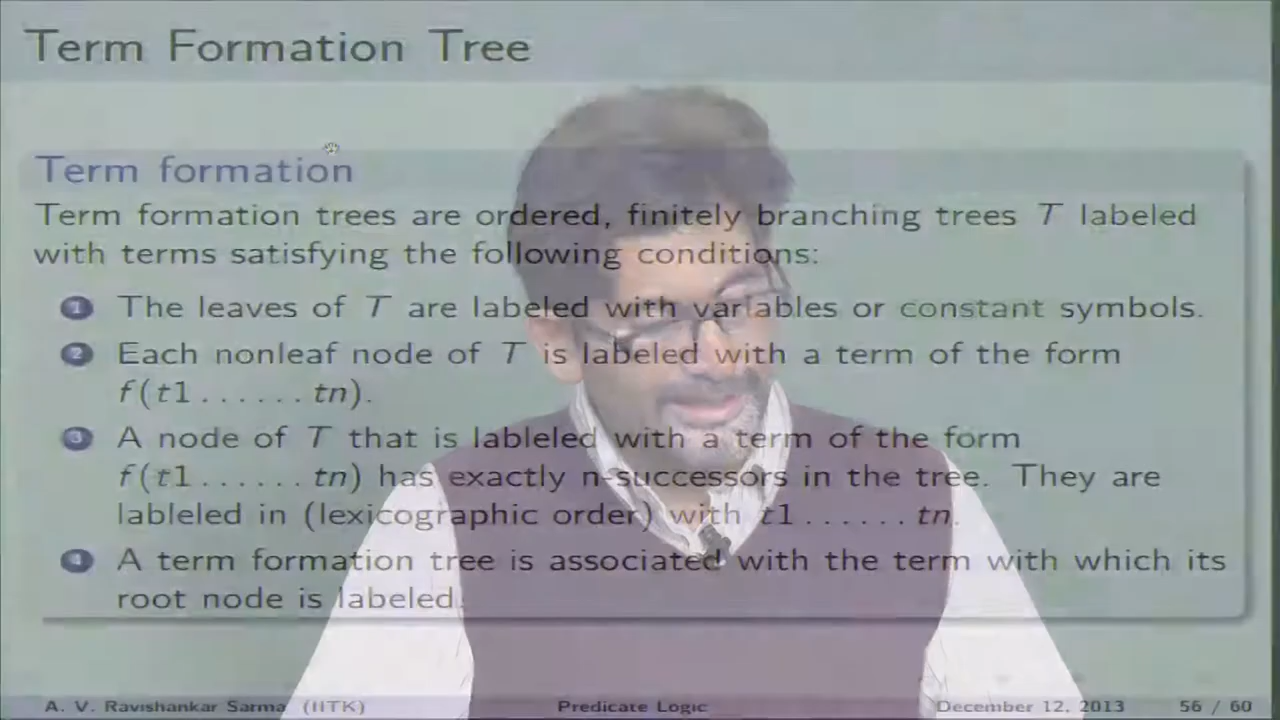 Term Formation Tree
Term formation
Term formation trees are ordered, finitely branching trees T labeled
with terms satisfying the following conditions:
1 The leaves of T are labeled with variables or constant symbols.
2 Each nonleaf node of T is labeled with a term of the form
f(t1......tn).
3 A node of T that is lableled with a term of the form
f(t1......tn) has exactly n-successors in the tree. They are
lableled in (lexicographic order) with t1......tn.
4 A term formation tree is associated with the term with which its
root node is labeled.
A. V. Ravishankar Sarma (IITK) Predicate Logic December 12, 2013 56 / 60